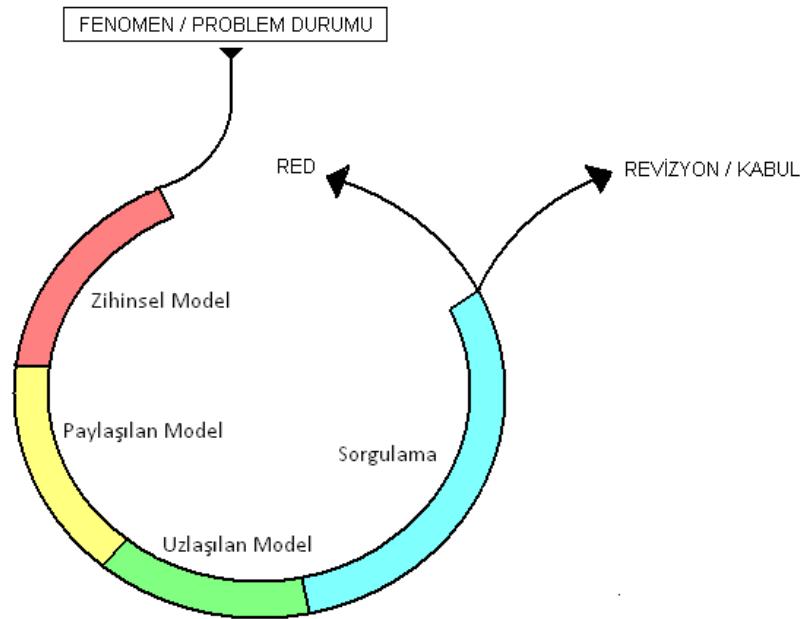 FENOMEN / PROBLEM DURUMU
RED
REVİZYON / KABUL
Zihinsel Model
Paylaşılan Model
Sorgulama
Uzlaşılan Model